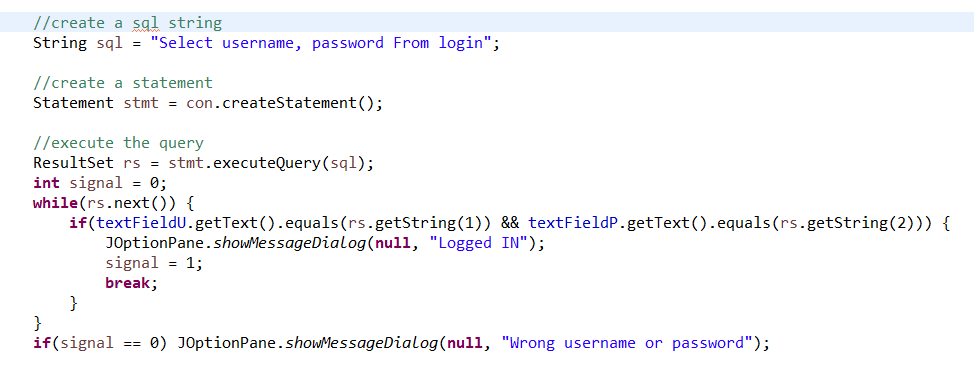 //create a sql string
String sql = "Select username, password From login";
//create a statement
Statement stmt = con.createStatement();
//execute the query
ResultSet rs = stmt.executeQuery(sql);
int signal = 0;
while(rs.next()) {
    if(textFieldU.getText().equals(rs.getString(1)) && textFieldP.getText().equals(rs.getString(2))) {
        JOptionPane.showMessageDialog(null, "Logged IN");
        signal = 1;
        break;
    }
}
if(signal == 0) JOptionPane.showMessageDialog(null, "Wrong username or password");